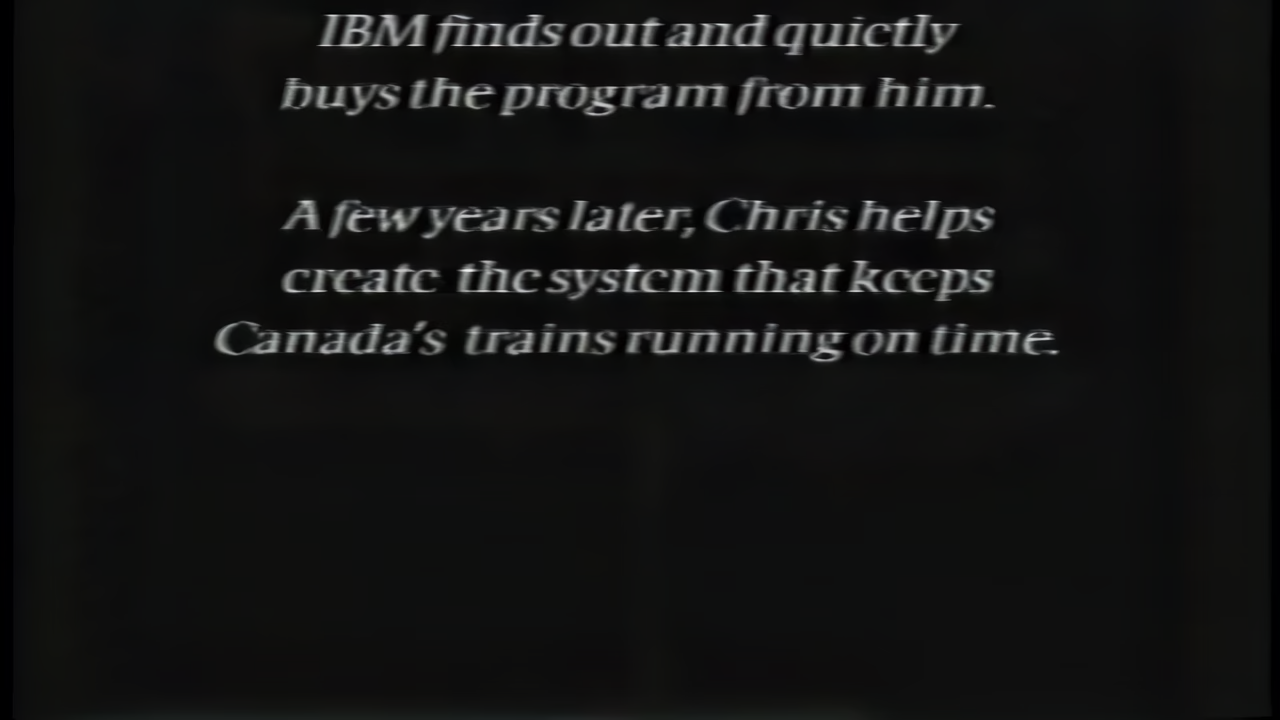 IBM finds out and quietly
buys the program from him.
A few years later, Chris helps
create the system that keeps
Canada's trains running on time.